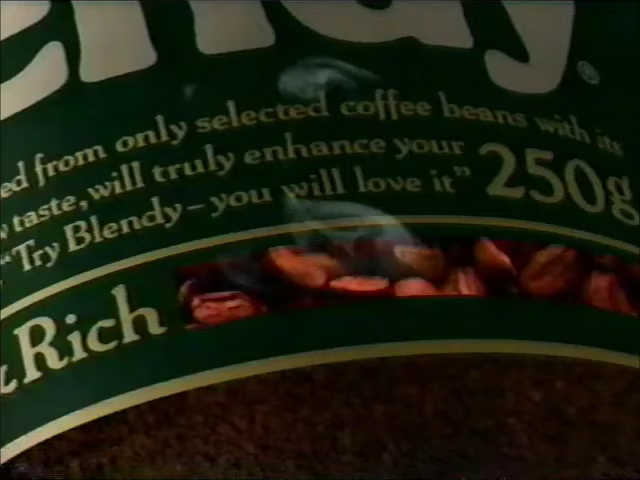 endy®
ed from only selected coffee beans with its
taste, will truly enhance your
"Try Blendy–you will love it"
250g
& Rich